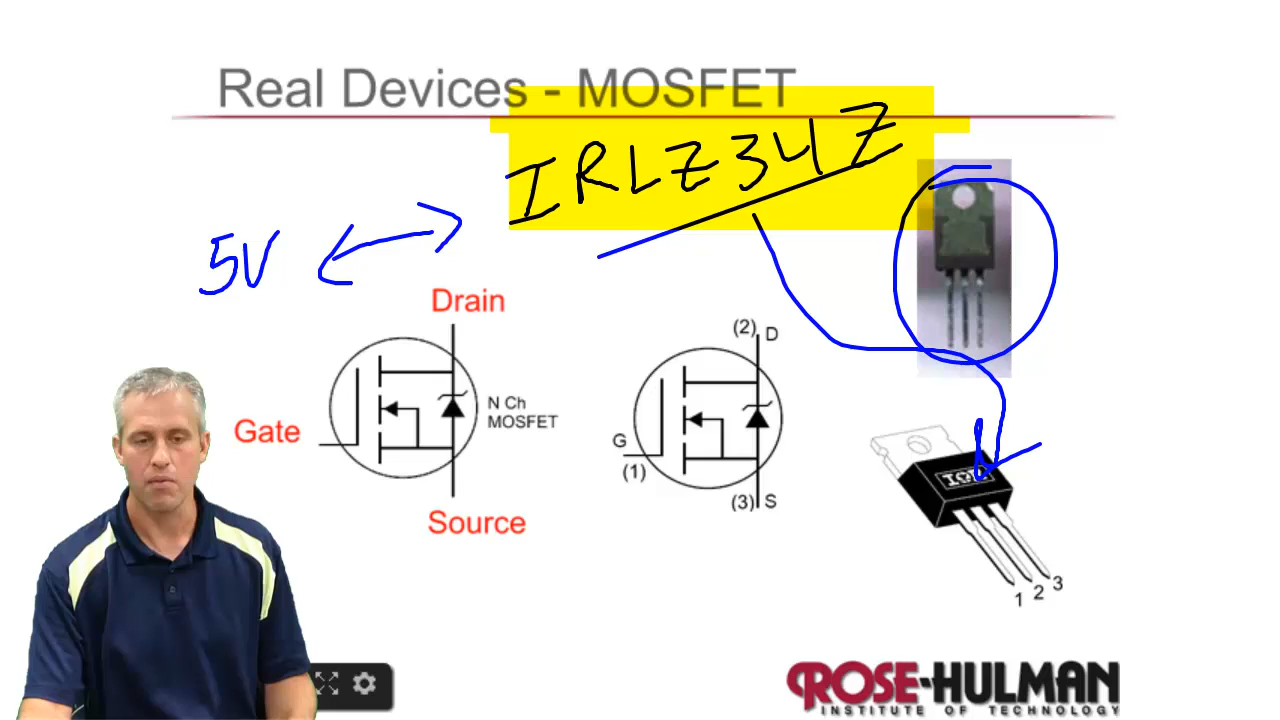 Real Devices - MOSFET
IRLZ34Z
5V
Drain
Gate
N Ch
MOSFET
Source
(2) D
G
(1)
(3) S
1 2 3
ROSE-HULMAN
INSTITUTE OF TECHNOLOGY